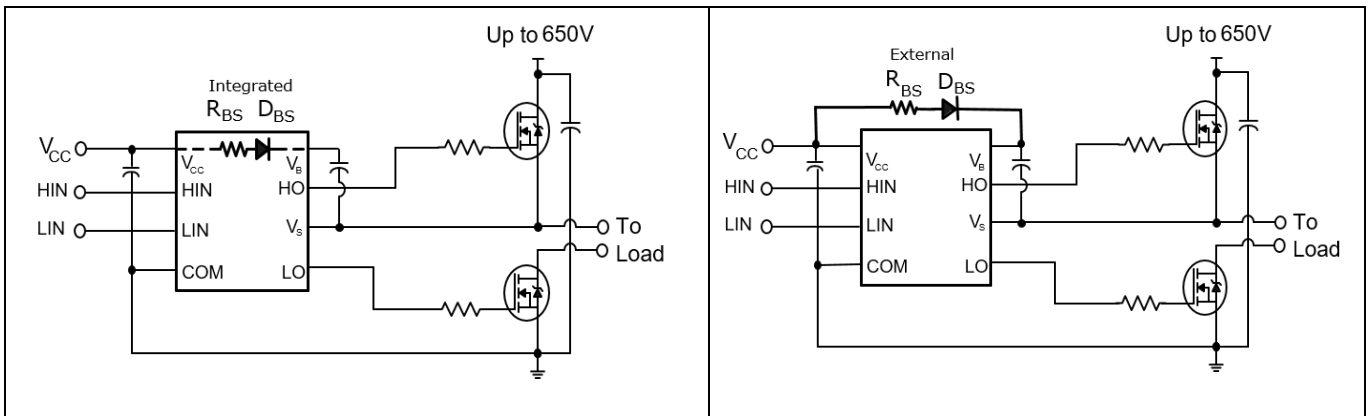 Up to 650V
Integrated
RBS DBS
VCC
VCC
VB
HIN
HIN
HO
LIN
LIN
VS
To
Load
COM
LO
Up to 650V
External
RBS DBS
VCC
VCC
VB
HIN
HIN
HO
LIN
LIN
VS
To
Load
COM
LO